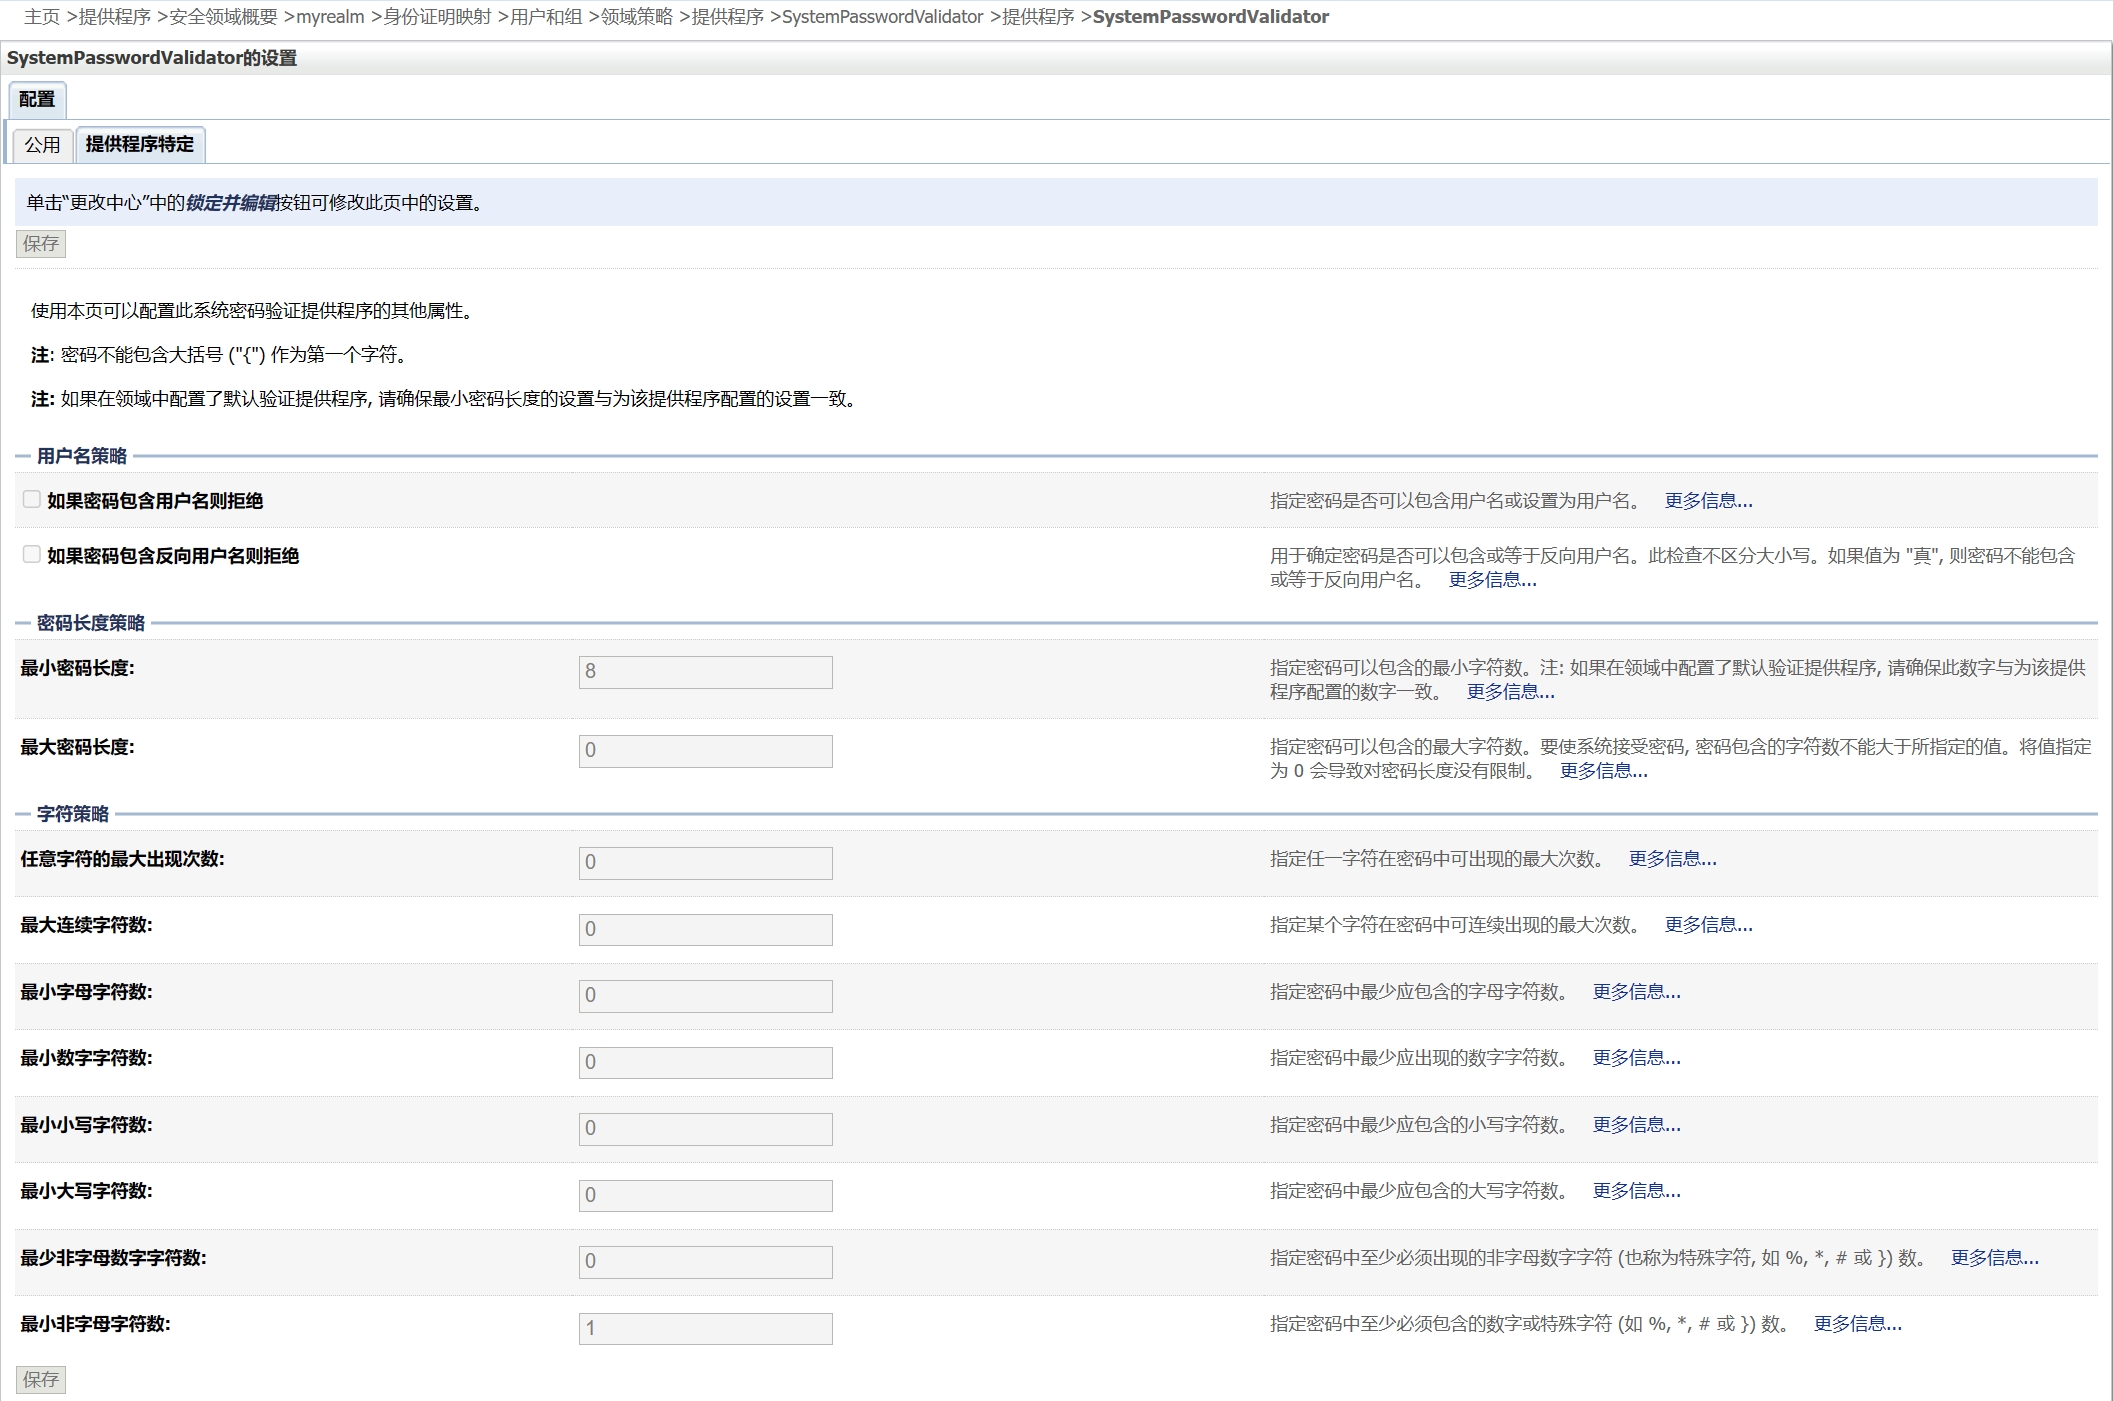 主页 >提供程序 >安全领域概要 >myrealm >身份证明映射 >用户和组 >领域策略 >提供程序 >SystemPasswordValidator >提供程序 >SystemPasswordValidator
SystemPasswordValidator的设置
配置
公用 提供程序特定
单击“更改中心”中的锁定并编辑按钮可修改此页中的设置。
保存
使用本页可以配置此系统密码验证提供程序的其他属性。
注: 密码不能包含大括号 ("{") 作为第一个字符。
注: 如果在领域中配置了默认验证提供程序, 请确保最小密码长度的设置与为该提供程序配置的设置一致。
用户名策略
如果密码包含用户名则拒绝 指定密码是否可以包含用户名或设置为用户名。 更多信息...
如果密码包含反向用户名则拒绝 用于确定密码是否可以包含或等于反向用户名。此检查不区分大小写。如果值为 "真", 则密码不能包含
或等于反向用户名。 更多信息...
密码长度策略
最小密码长度: 8 指定密码可以包含的最小字符数。注: 如果在领域中配置了默认验证提供程序, 请确保此数字与为该提供
程序配置的数字一致。 更多信息...
最大密码长度: 0 指定密码可以包含的最大字符数。要使系统接受密码, 密码包含的字符数不能大于所指定的值。将值指定
为 0 会导致对密码长度没有限制。 更多信息...
字符策略
任意字符的最大出现次数: 0 指定任一字符在密码中可出现的最大次数。 更多信息...
最大连续字符数: 0 指定某个字符在密码中可连续出现的最大次数。 更多信息...
最小字母字符数: 0 指定密码中最少应包含的字母字符数。 更多信息...
最小数字字符数: 0 指定密码中最少应出现的数字字符数。 更多信息...
最小小写字符数: 0 指定密码中最少应包含的小写字符数。 更多信息...
最小大写字符数: 0 指定密码中最少应包含的大写字符数。 更多信息...
最少非字母数字字符数: 0 指定密码中至少必须出现的非字母数字字符 (也称为特殊字符, 如 %, *, # 或 }) 数。 更多信息...
最小非字母字符数: 1 指定密码中至少必须包含的数字或特殊字符 (如 %, *, # 或 }) 数。 更多信息...
保存